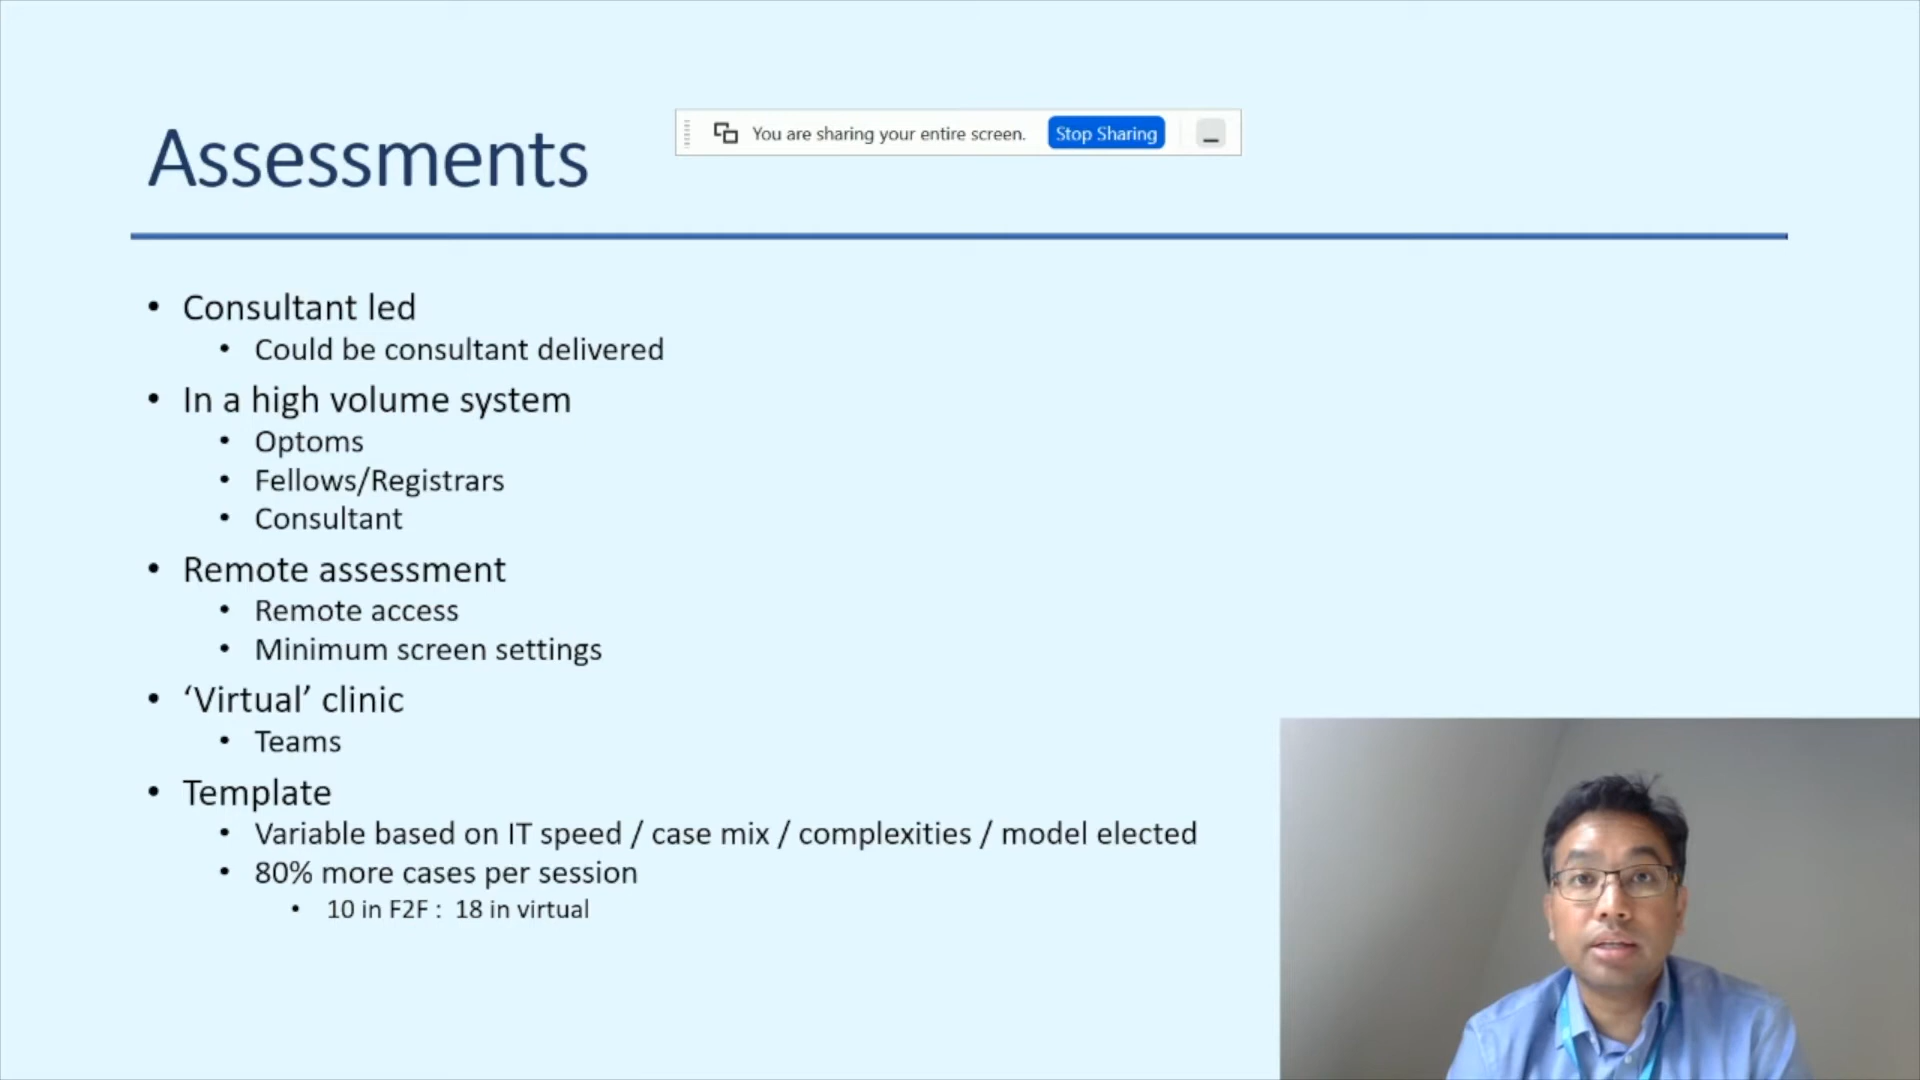 Assessments
You are sharing your entire screen.
Stop Sharing
• Consultant led
• Could be consultant delivered
• In a high volume system
• Optoms
• Fellows/Registrars
• Consultant
• Remote assessment
• Remote access
• Minimum screen settings
• ‘Virtual’ clinic
• Teams
• Template
• Variable based on IT speed / case mix / complexities / model elected
• 80% more cases per session
• 10 in F2F : 18 in virtual